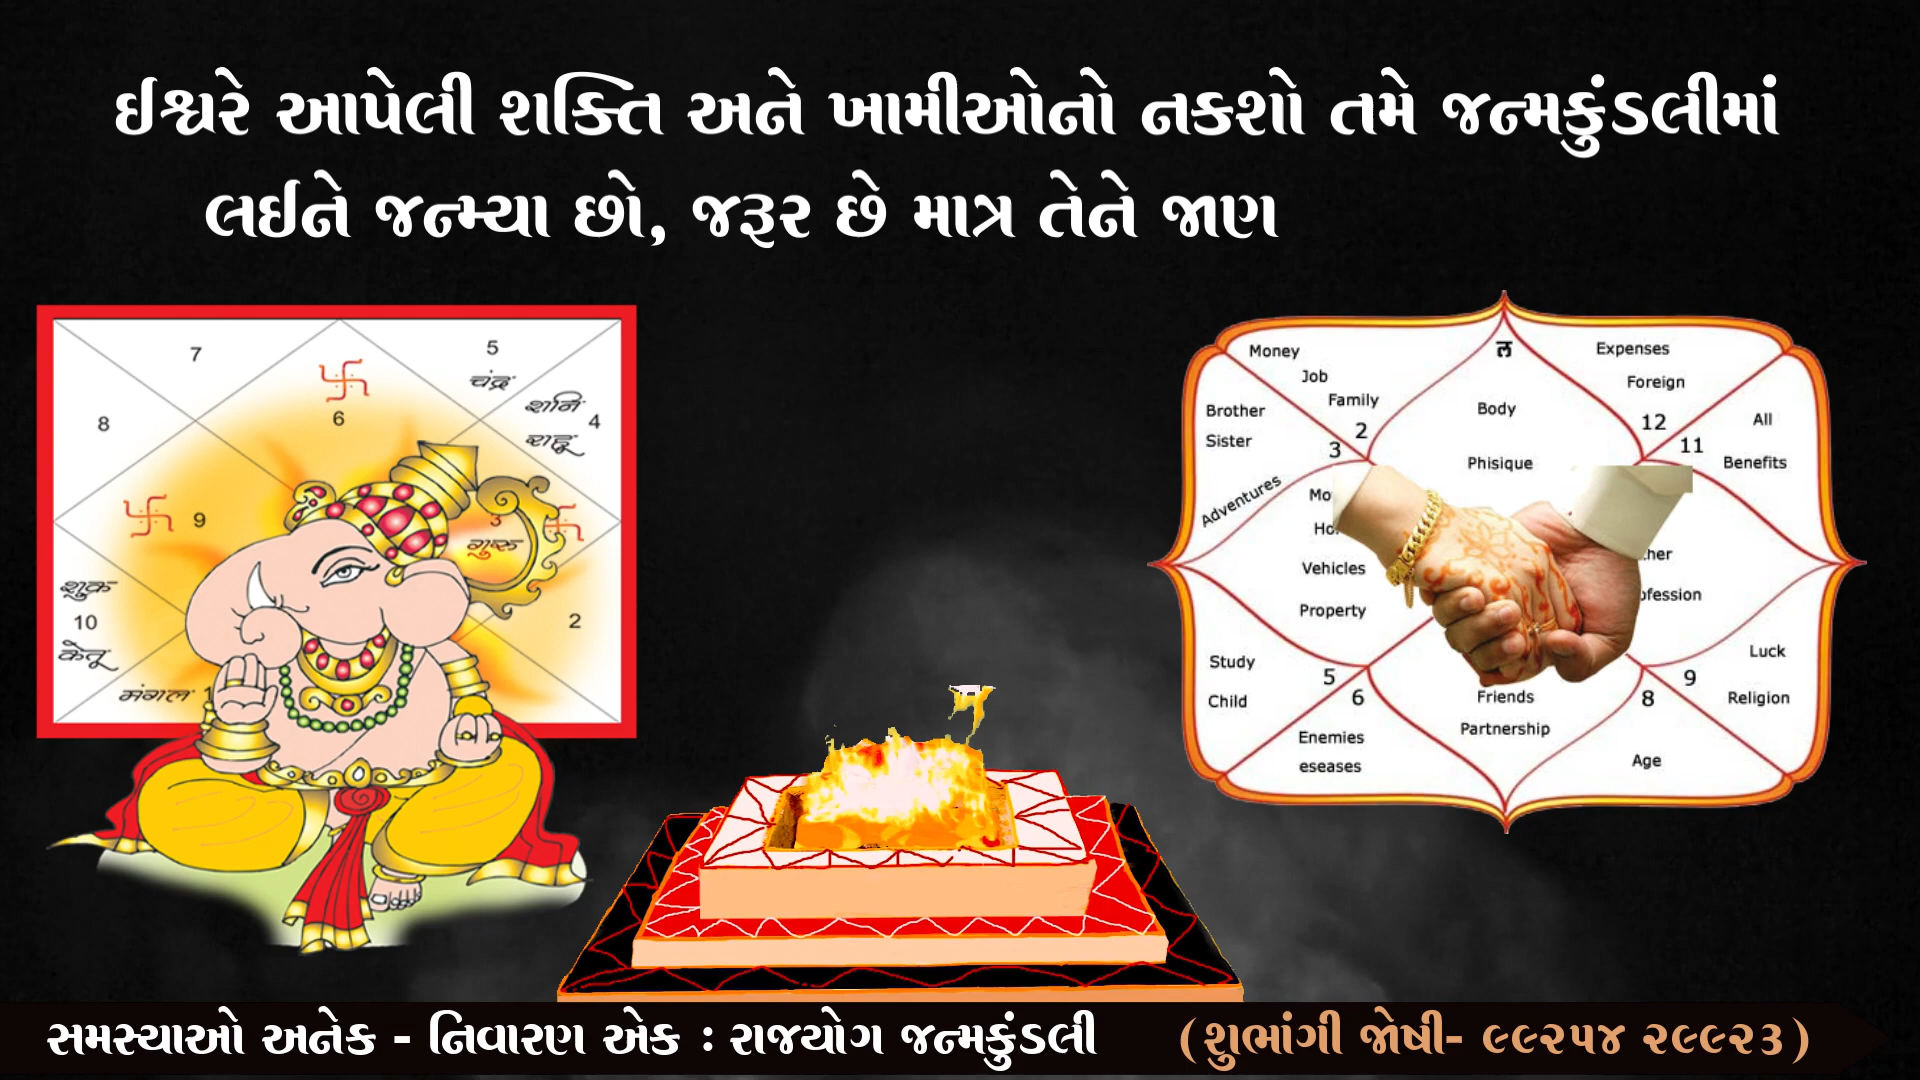 ઈશ્વરે આપેલી શક્તિ અને ખામીઓનો નકશો તમે જન્મકુંડલીમાં
લઈને જન્મ્યા છો, જરૂર છે માત્ર તેને જાણ
7
5
चंद्र
शनि
4
राहू
8
6
9
3
गुरु
शुक्र
10
केतू
मंगल
2
Money
Job
Family
2
Brother
Sister
3
Adventures
ल
Body
Phisique
Expenses
Foreign
12
11
All
Benefits
Vehicles
Property
Study
Child
5
6
Enemies
eseases
Friends
Partnership
8
9
Age
Luck
Religion
સમસ્યાઓ અનેક - નિવારણ એક : રાજયોગ જન્મકુંડલી (શુભાંગી જોષી- ૯૯૨૫૪ ૨૯૯૨૩)